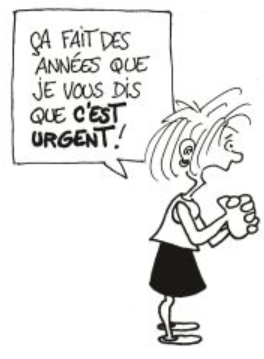 ÇA FAIT DES
ANNÉES QUE
JE VOUS DIS
QUE C'EST
URGENT!